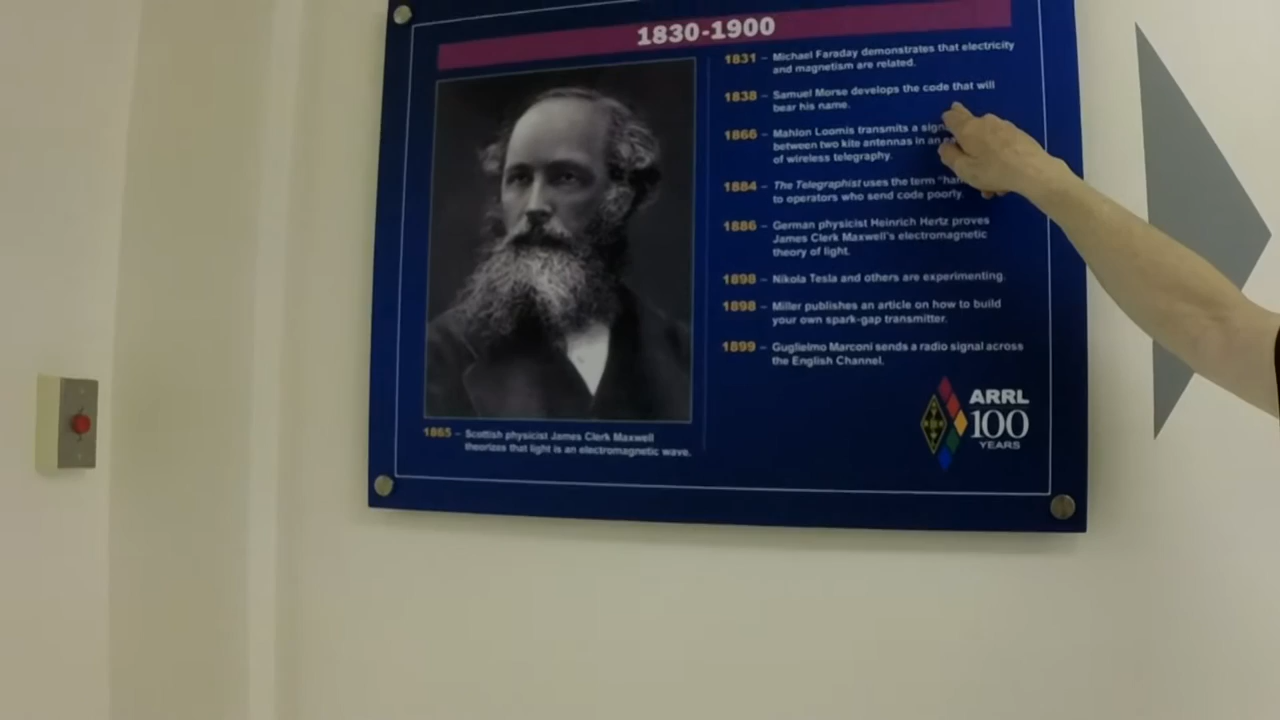 1830-1900
1831 – Michael Faraday demonstrates that electricity
and magnetism are related.
1838 – Samuel Morse develops the code that will
bear his name.
1866 – Mahlon Loomis transmits a
between two kite antennas in an
of wireless telegraphy.
1884 – The Telegraphist uses the term
to operators who send code poorly.
1886 – German physicist Heinrich Hertz proves
James Clerk Maxwell's electromagnetic
theory of light.
1898 – Nikola Tesla and others are experimenting.
1898 – Miller publishes an article on how to build
your own spark-gap transmitter.
1899 – Guglielmo Marconi sends a radio signal across
the English Channel.
1865 – Scottish physicist James Clerk Maxwell
theorizes that light is an electromagnetic wave.
ARRL
100
YEARS